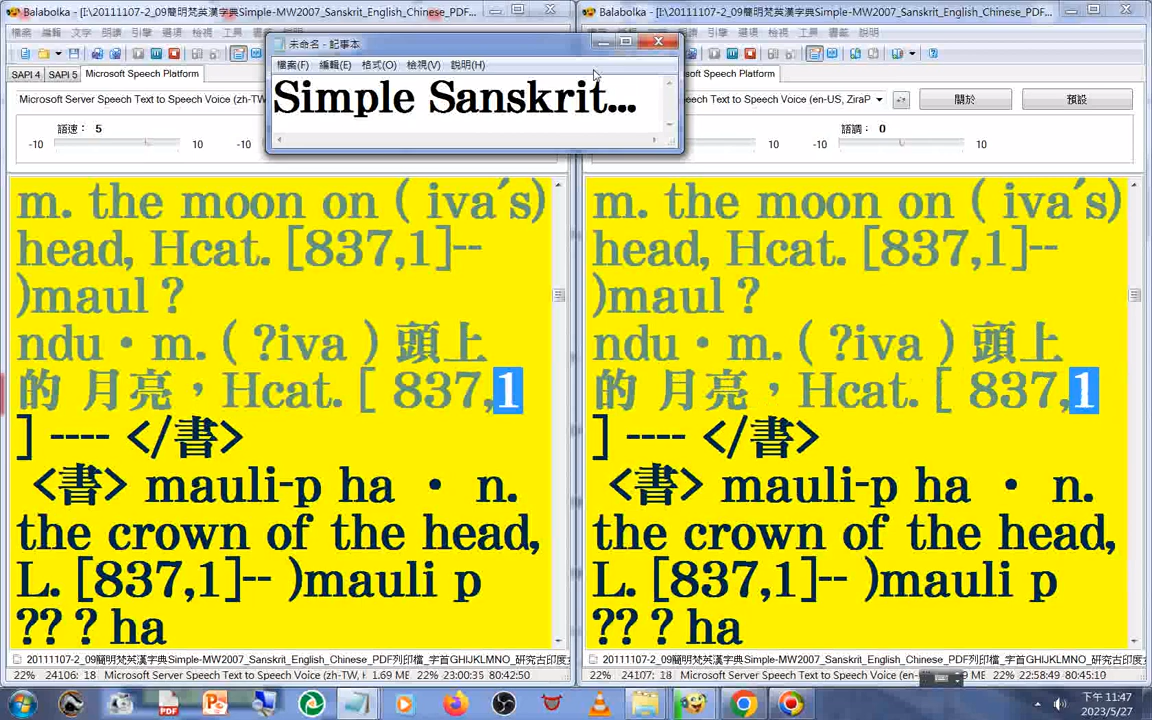 Balabolka - [I:\20111107-2_09簡明梵英漢字典Simple-MW2007_Sanskrit_English_Chinese_PDF...
Balabolka - [I:\20111107-2_09簡明梵英漢字典Simple-MW2007_Sanskrit_English_Chinese_PDF...
未命名 - 記事本
檔案(F) 編輯(E) 格式(O) 檢視(V) 說明(H)
Simple Sanskrit...
SAPI 4 SAPI 5 Microsoft Speech Platform
Speech Platform
Microsoft Server Speech Text to Speech Voice (zh-TW
ech Text to Speech Voice (en-US, ZiraP
關於
預設
語速： 5
-10 10 -10
語調： 0
10 -10 10
m. the moon on ( iva´s)
head, Hcat. [837,1]--
)maul ?
ndu • m. ( ?iva ) 頭上
的 月亮，Hcat. [ 837,1
] ---- </書>
<書> mauli-p ha • n.
the crown of the head,
L. [837,1]-- )mauli p
?? ? ha
m. the moon on ( iva´s)
head, Hcat. [837,1]--
)maul ?
ndu • m. ( ?iva ) 頭上
的 月亮，Hcat. [ 837,1
] ---- </書>
<書> mauli-p ha • n.
the crown of the head,
L. [837,1]-- )mauli p
?? ? ha
20111107-2_09簡明梵英漢字典Simple-MW2007_Sanskrit_English_Chinese_PDF列印檔_字首GHIJKLMNO_研究古印度
20111107-2_09簡明梵英漢字典Simple-MW2007_Sanskrit_English_Chinese_PDF列印檔_字首GHIJKLMNO_研究古印度
22% 24106: 18 Microsoft Server Speech Text to Speech Voice (zh-TW, H 1.69 ME 22% 23:00:35 80:42:50
22% 24107: 18 Microsoft Server Speech Text to Speech Voice 22% 22:58:49 80:45:10
下午 11:47
2023/5/27